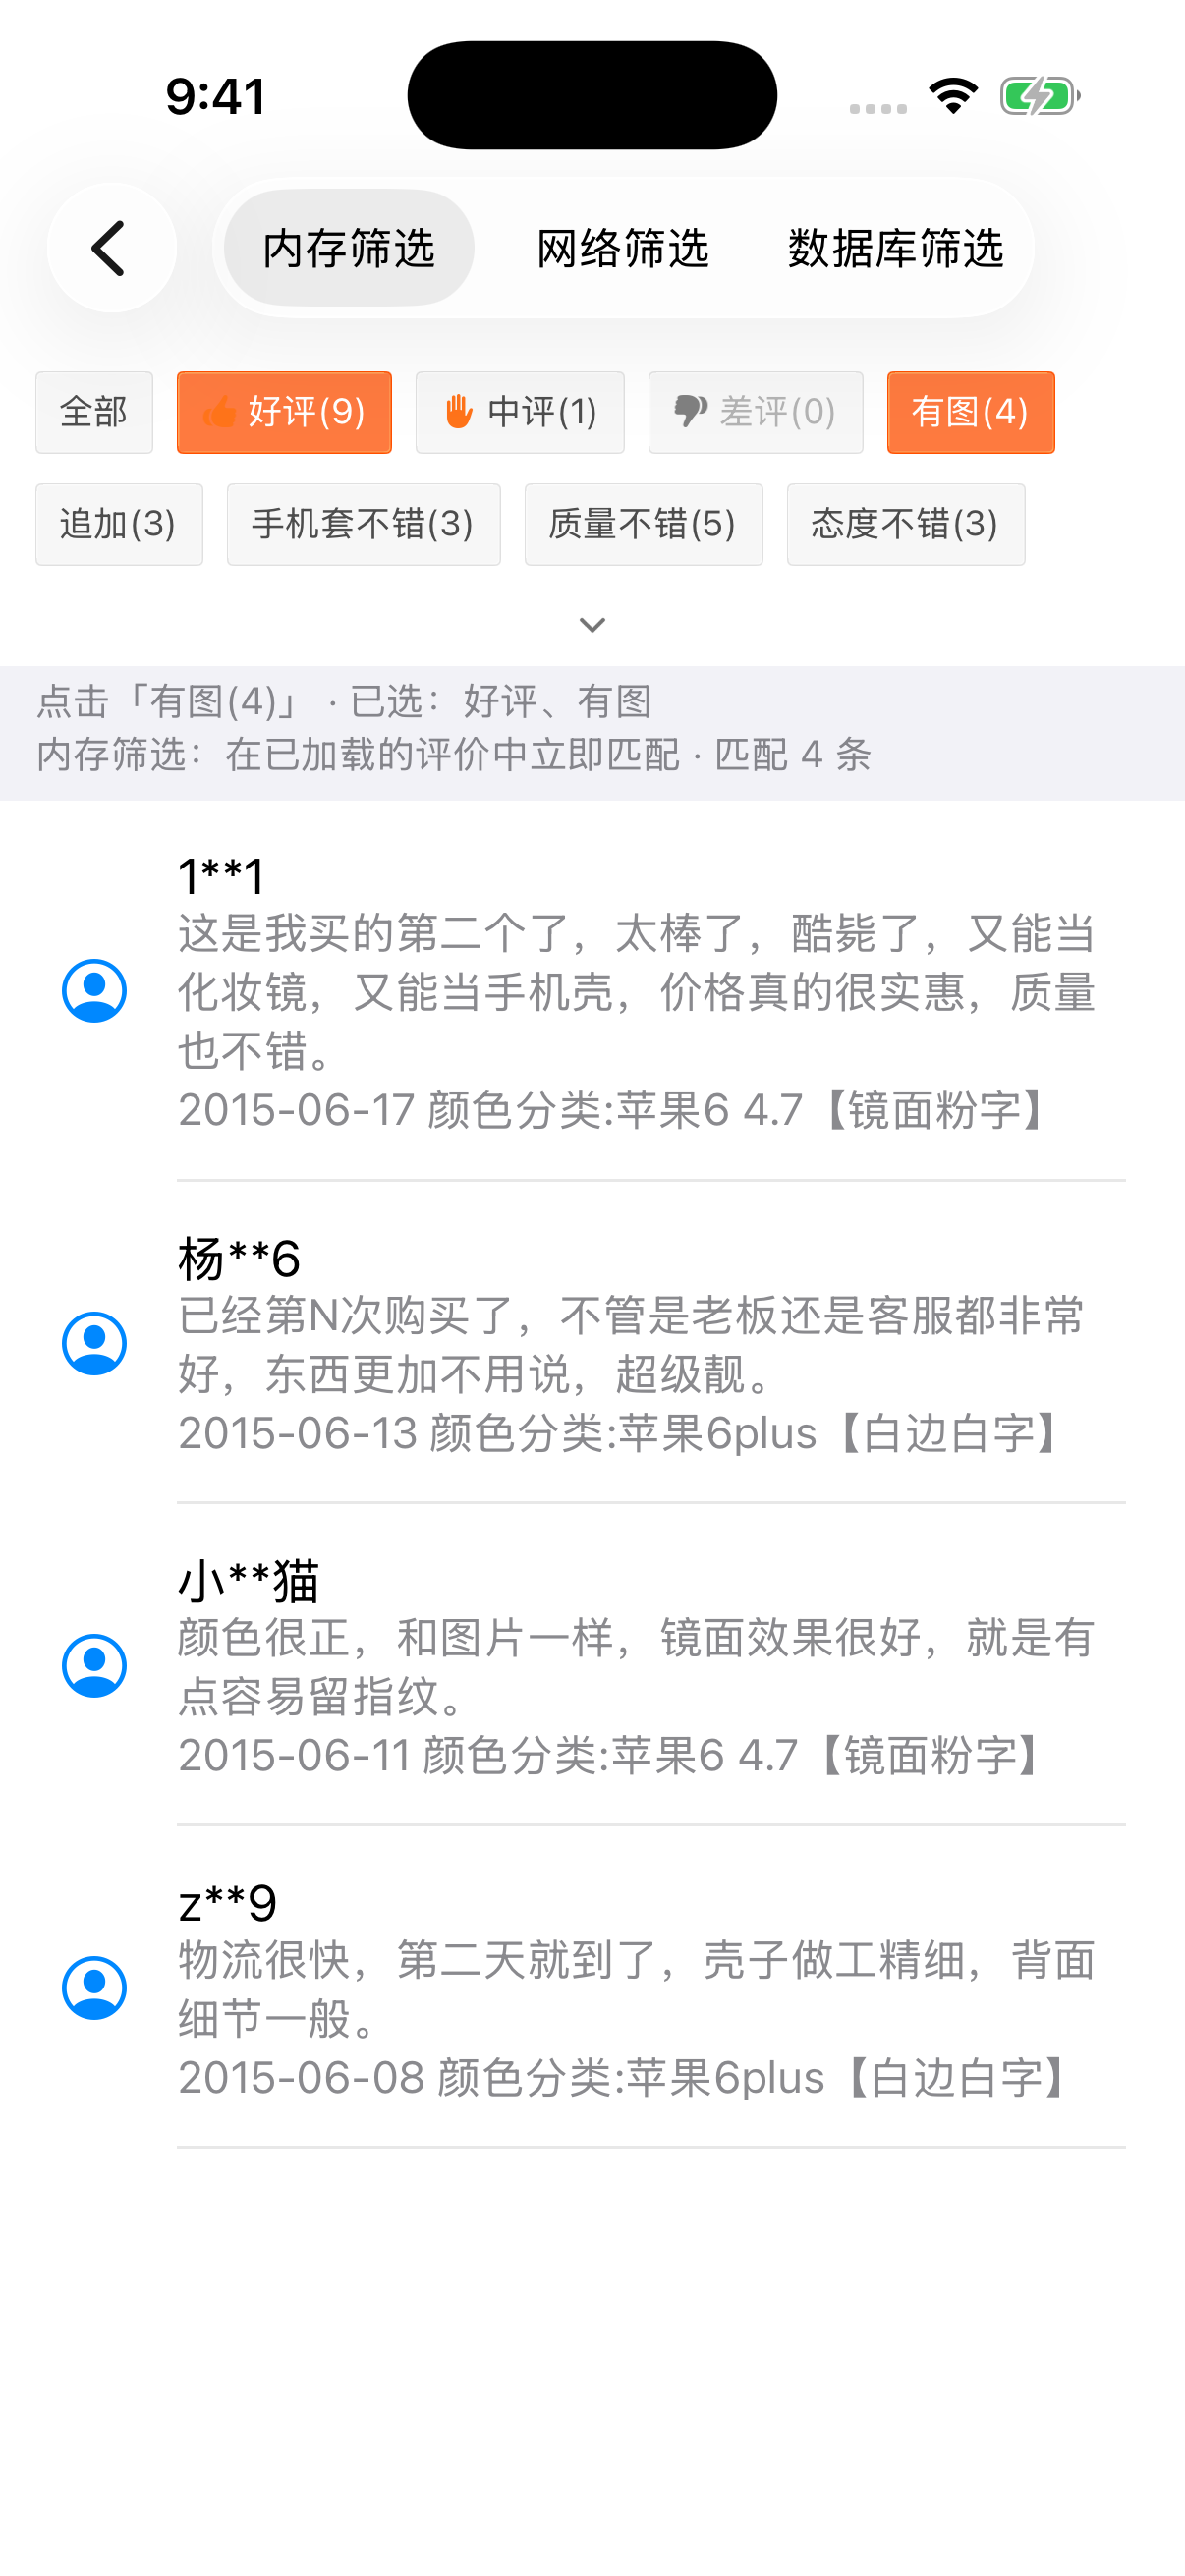 9:41
内存筛选 网络筛选 数据库筛选
全部 好评(9) 中评(1) 差评(0) 有图(4)
追加(3) 手机套不错(3) 质量不错(5) 态度不错(3)
点击「有图(4)」 · 已选：好评、有图
内存筛选：在已加载的评价中立即匹配 · 匹配 4 条
1**1
这是我买的第二个了，太棒了，酷毙了，又能当
化妆镜，又能当手机壳，价格真的很实惠，质量
也不错。
2015-06-17 颜色分类:苹果6 4.7【镜面粉字】
杨**6
已经第N次购买了，不管是老板还是客服都非常
好，东西更加不用说，超级靓。
2015-06-13 颜色分类:苹果6plus【白边白字】
小**猫
颜色很正，和图片一样，镜面效果很好，就是有
点容易留指纹。
2015-06-11 颜色分类:苹果6 4.7【镜面粉字】
z**9
物流很快，第二天就到了，壳子做工精细，背面
细节一般。
2015-06-08 颜色分类:苹果6plus【白边白字】